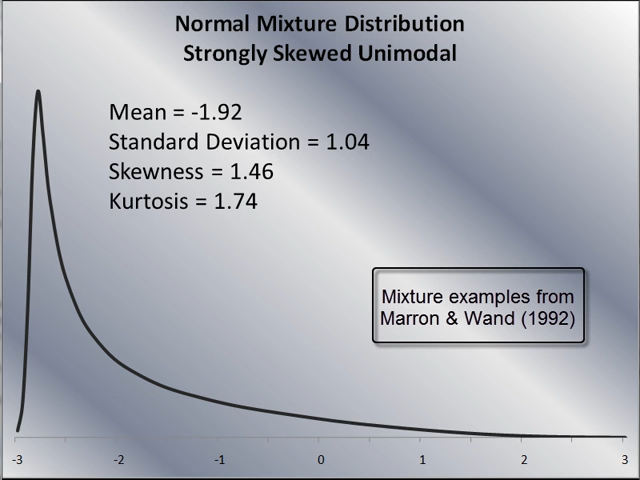 Normal Mixture Distribution
Strongly Skewed Unimodal
Mean = -1.92
Standard Deviation = 1.04
Skewness = 1.46
Kurtosis = 1.74
Mixture examples from
Marron & Wand (1992)
-3 -2 -1 0 1 2 3